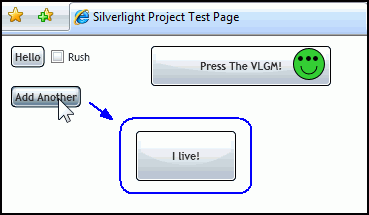 Silverlight Project Test Page
Hello
Rush
Press The VLGM!
Add Another
I live!